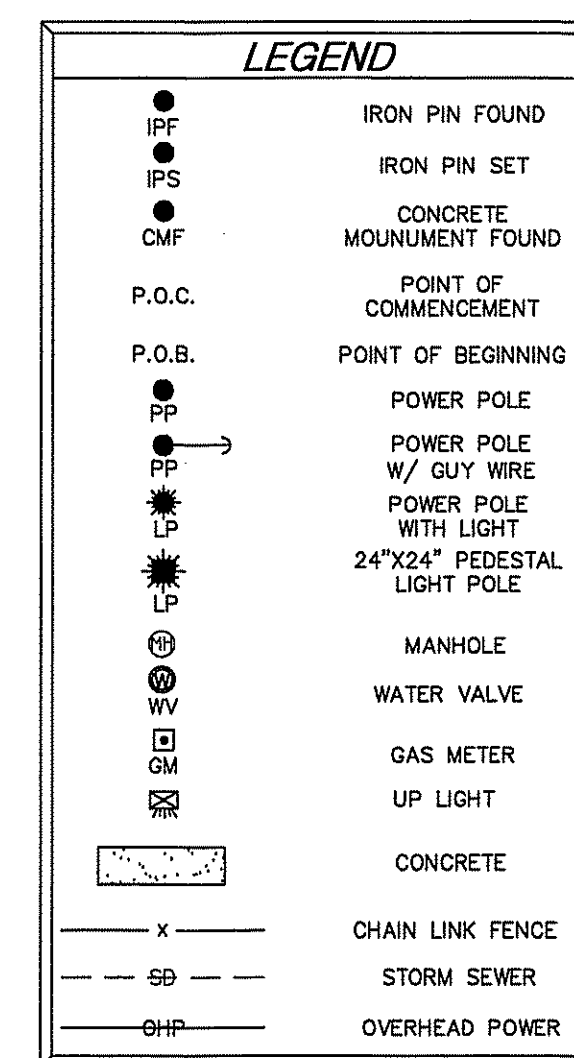 LEGEND
IPF IRON PIN FOUND
IPS IRON PIN SET
CMF CONCRETE
MOUNUMENT FOUND
P.O.C. POINT OF
COMMENCEMENT
P.O.B. POINT OF BEGINNING
PP POWER POLE
PP POWER POLE
W/ GUY WIRE
LP POWER POLE
WITH LIGHT
LP 24"X24" PEDESTAL
LIGHT POLE
MH MANHOLE
W
WV WATER VALVE
GM GAS METER
UP LIGHT
CONCRETE
X CHAIN LINK FENCE
SD STORM SEWER
OHP OVERHEAD POWER